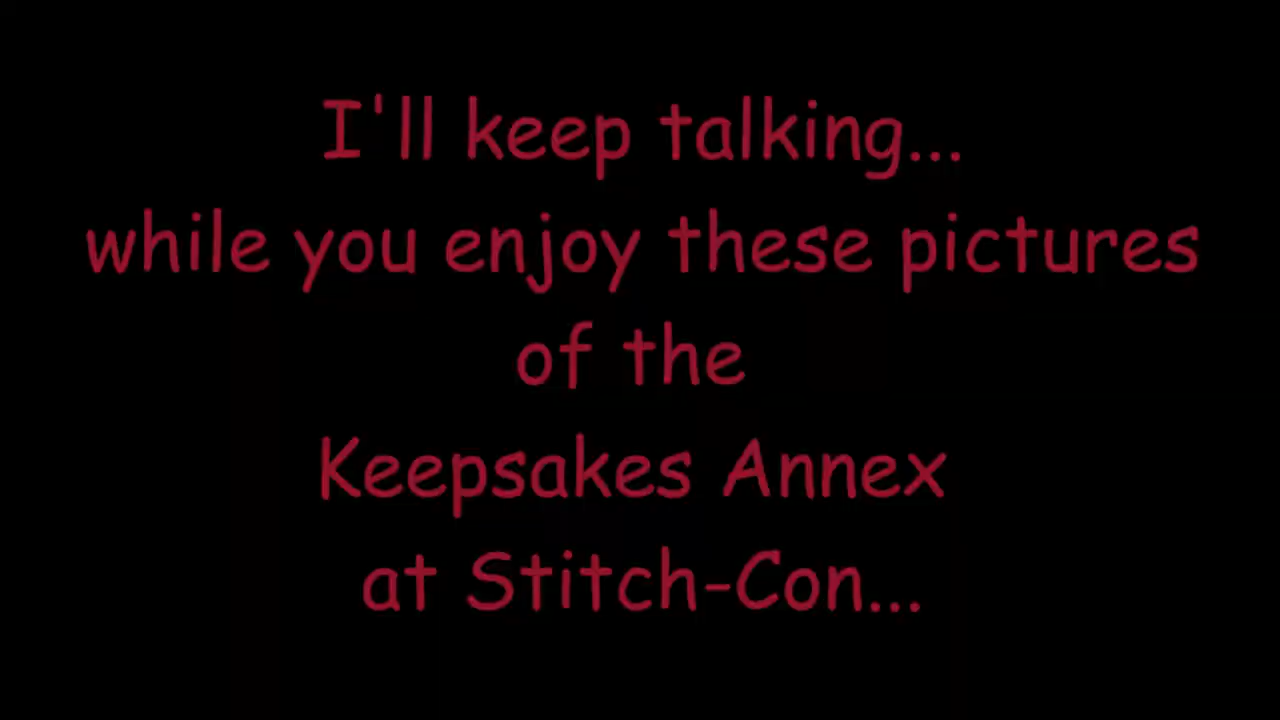 I'll keep talking...
while you enjoy these pictures
of the
Keepsakes Annex
at Stitch-Con...